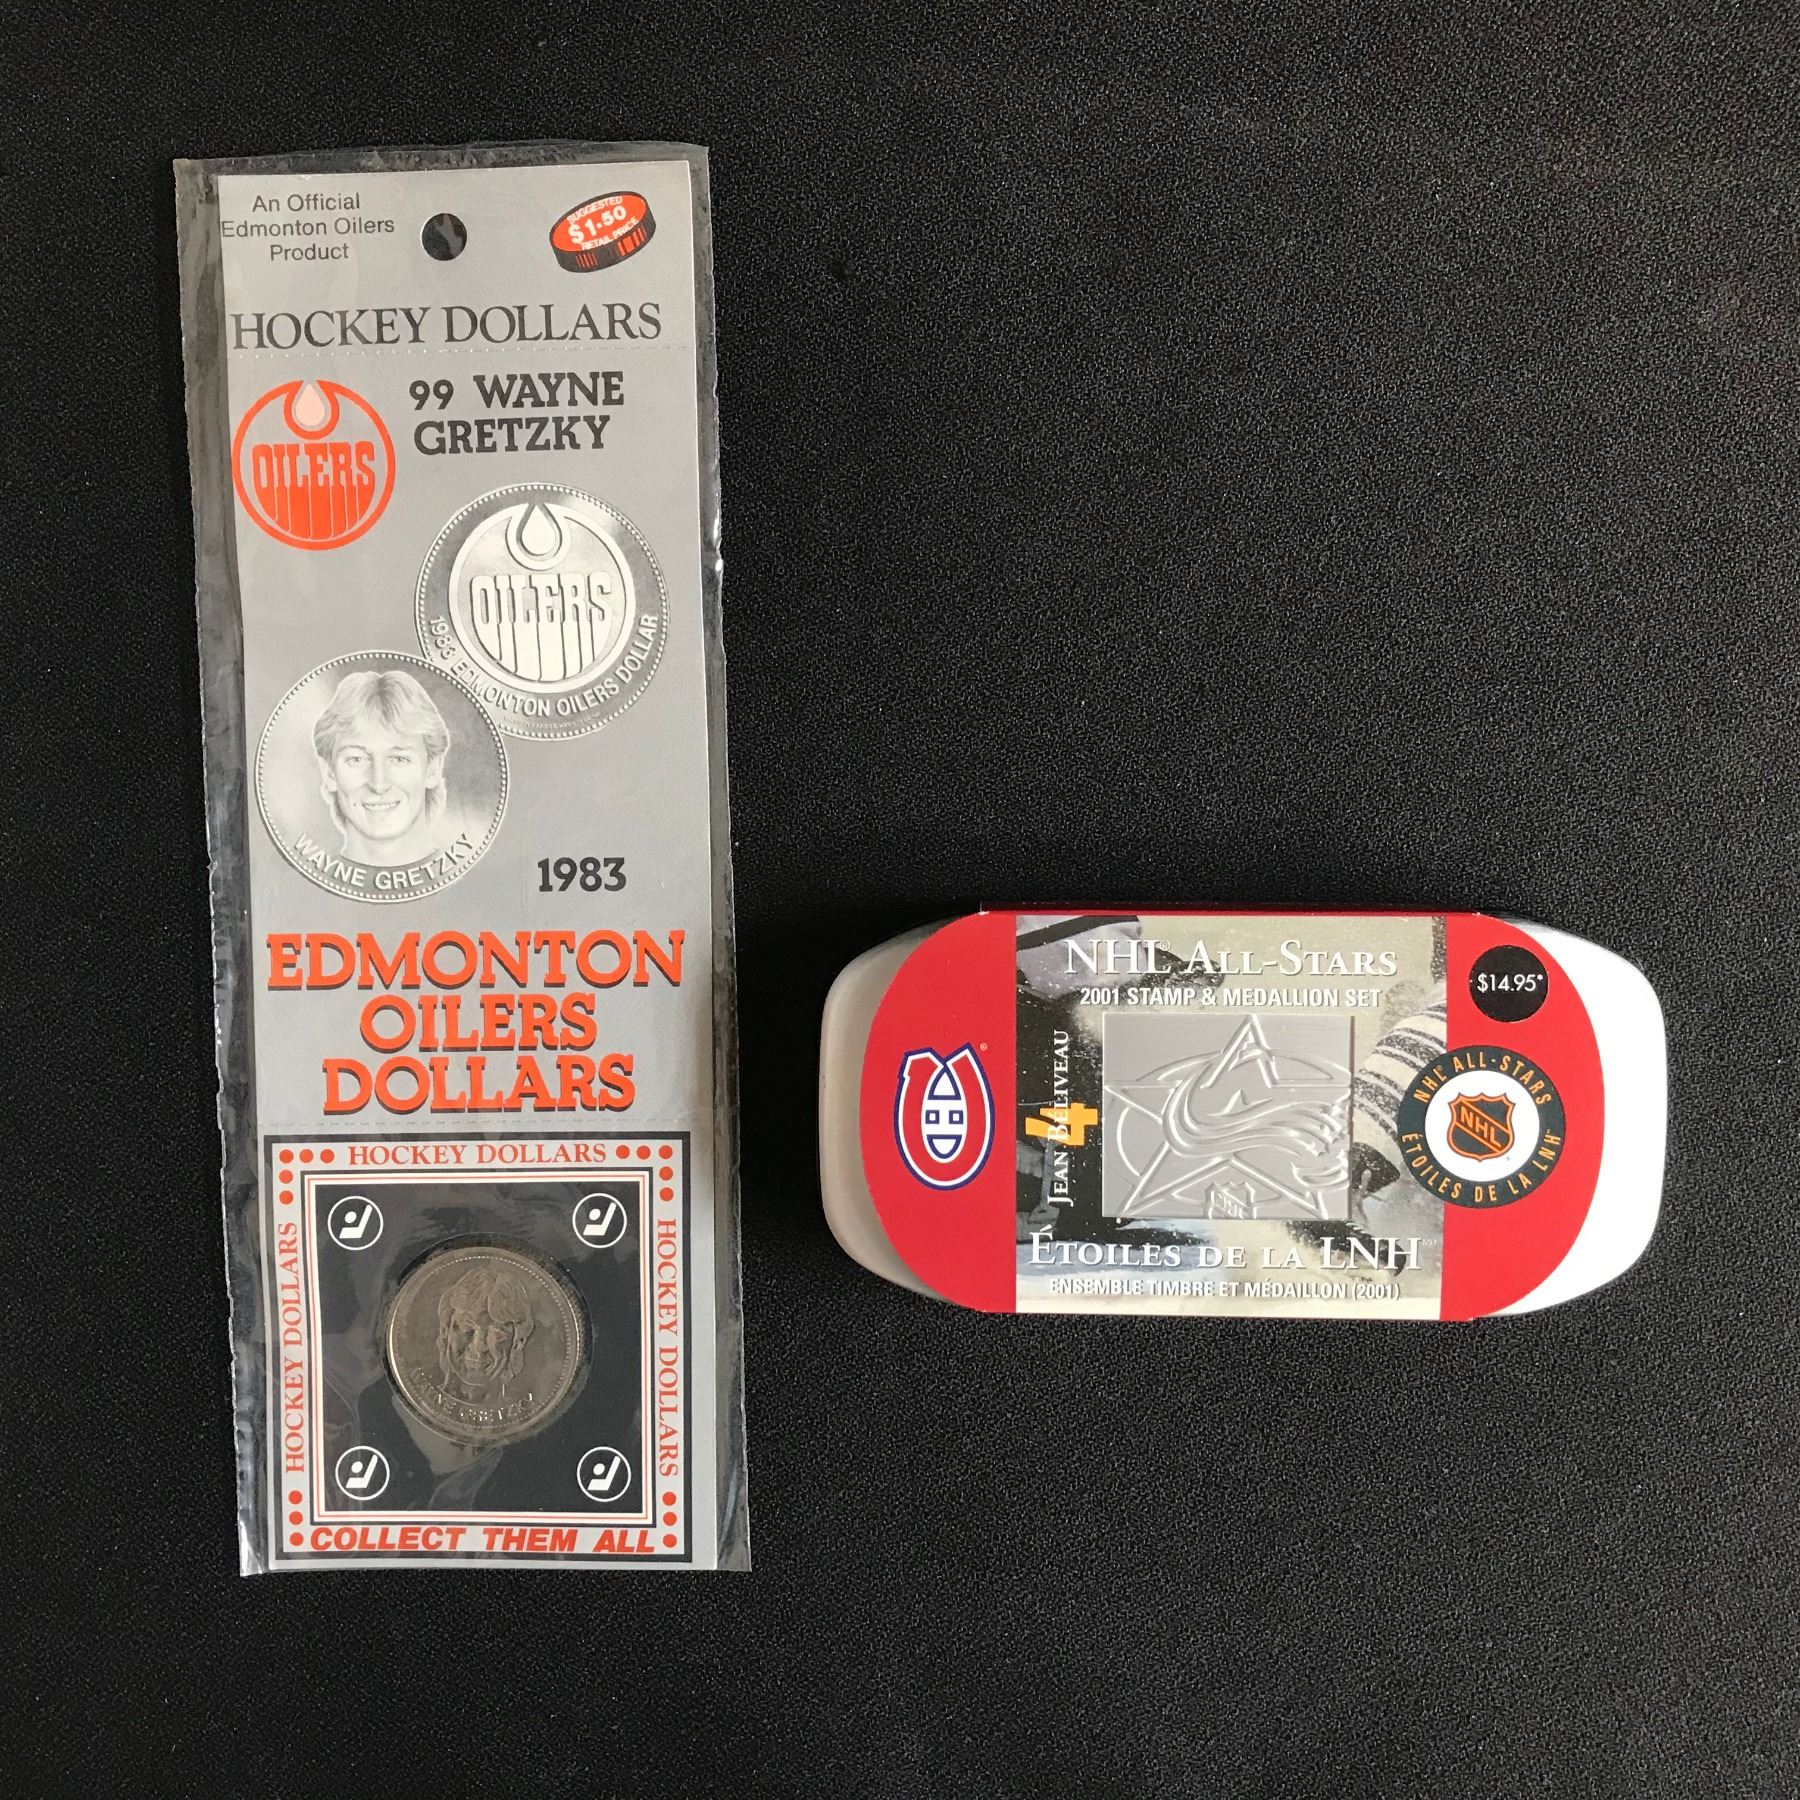 An Official
Edmonton Oilers
Product
SUGGESTED
$1.50
RETAIL PRICE
HOCKEY DOLLARS
OILERS
99 WAYNE
GRETZKY
OILERS
1983 EDMONTON OILERS DOLLAR
WAYNE GRETZKY
1983
EDMONTON
OILERS
DOLLARS
HOCKEY DOLLARS
HOCKEY DOLLARS
HOCKEY DOLLARS
WAYNE GRETZKY
COLLECT THEM ALL
NHL® ALL-STARS
2001 STAMP & MEDALLION SET
$14.95*
JEAN BÉLIVEAU
4
NHL
NHL® ALL-STARS
NHL
ÉTOILES DE LA LNH
ÉTOILES DE LA LNH
ENSEMBLE TIMBRE ET MÉDAILLON (2001)